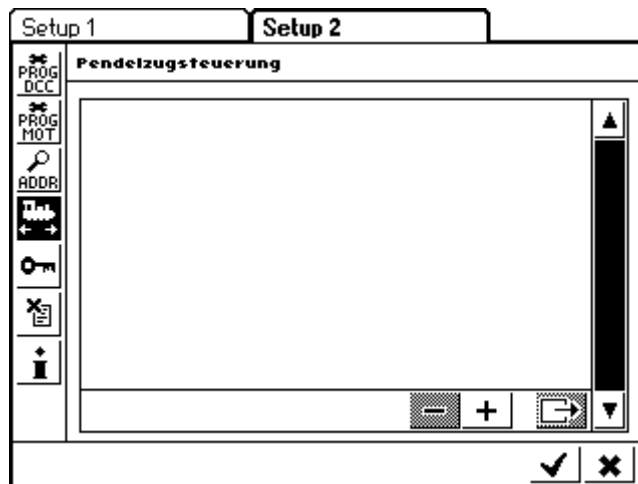 Setup 1
Setup 2
PROG
DCC
Pendelzugsteuerung
PROG
MOT
ADDR